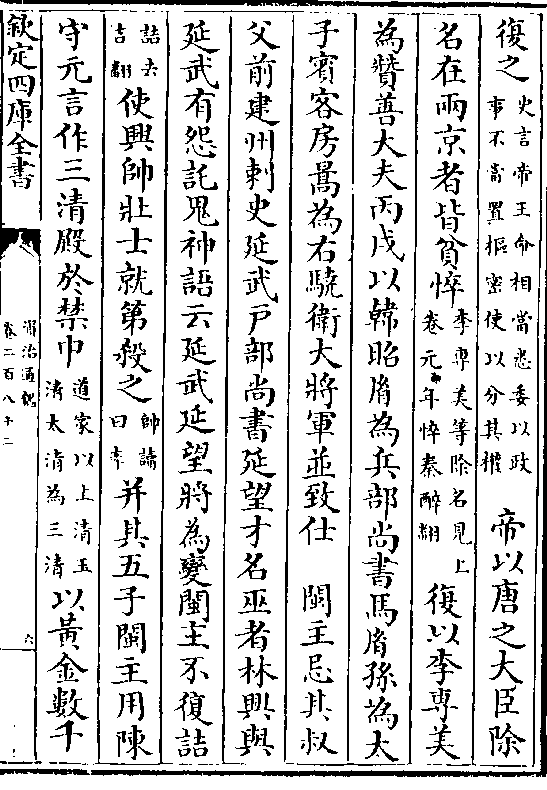 復之史言帝王命相當悉委以政事不當置樞密使以分其權　帝以唐之大臣除
名在兩京者皆貧悴李專美等除名見上卷元年悴秦醉翻復以李專美
為贊善大夫丙戌以韓昭胤為兵部尚書馬胤孫為太
子賓客房暠為右驍衛大將軍並致仕　閩主忌其叔
父前建州刺史延武戸部尚書延望才名巫者林興與
延武有怨託鬼神語云延武延望將為變閩主不復詰
詰去吉翻使興帥壯士就第殺之帥讀曰率并其五子閩主用陳
守元言作三清殿於禁中道家以上清玉清太清為三清以黃金數千
欽定四庫全書
資治通鑑
卷二百八十二
六